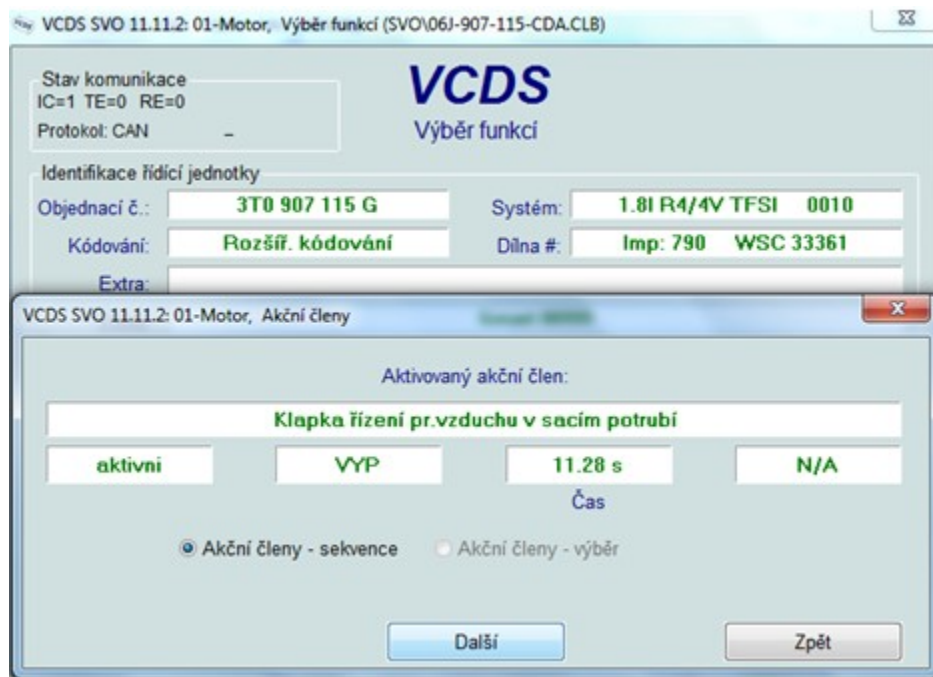 VCDS SVO 11.11.2: 01-Motor, Výběr funkcí (SVO\06J-907-115-CDA.CLB)
Stav komunikace
IC=1 TE=0 RE=0
Protokol: CAN –
VCDS
Výběr funkcí
Identifikace řídící jednotky
Objednací č.: 3T0 907 115 G Systém: 1.8l R4/4V TFSI 0010
Kódování: Rozšíř. kódování Dílna #: Imp: 790 WSC 33361
Extra:
VCDS SVO 11.11.2: 01-Motor, Akční členy
Aktivovaný akční člen:
Klapka řízení pr.vzduchu v sacím potrubí
aktivni VYP 11.28 s N/A
Čas
Akční členy - sekvence Akční členy - výběr
Další Zpět